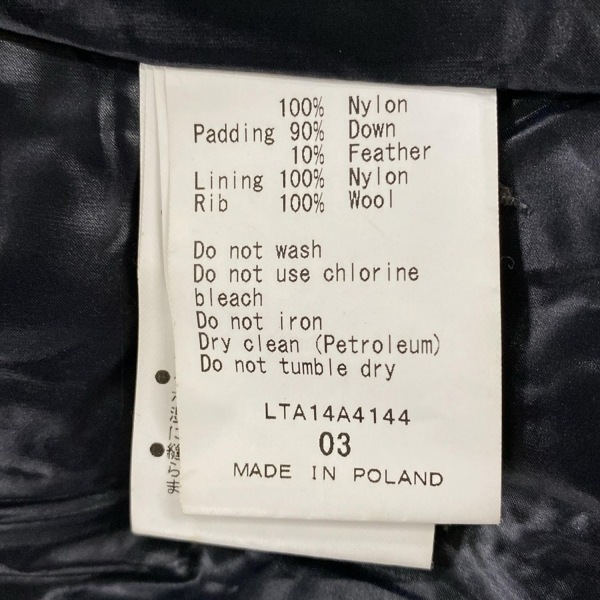 100% Nylon
Padding 90% Down
10% Feather
Lining 100% Nylon
Rib 100% Wool
Do not wash
Do not use chlorine
bleach
Do not iron
Dry clean (Petroleum)
Do not tumble dry
LTA14A4144
03
MADE IN POLAND